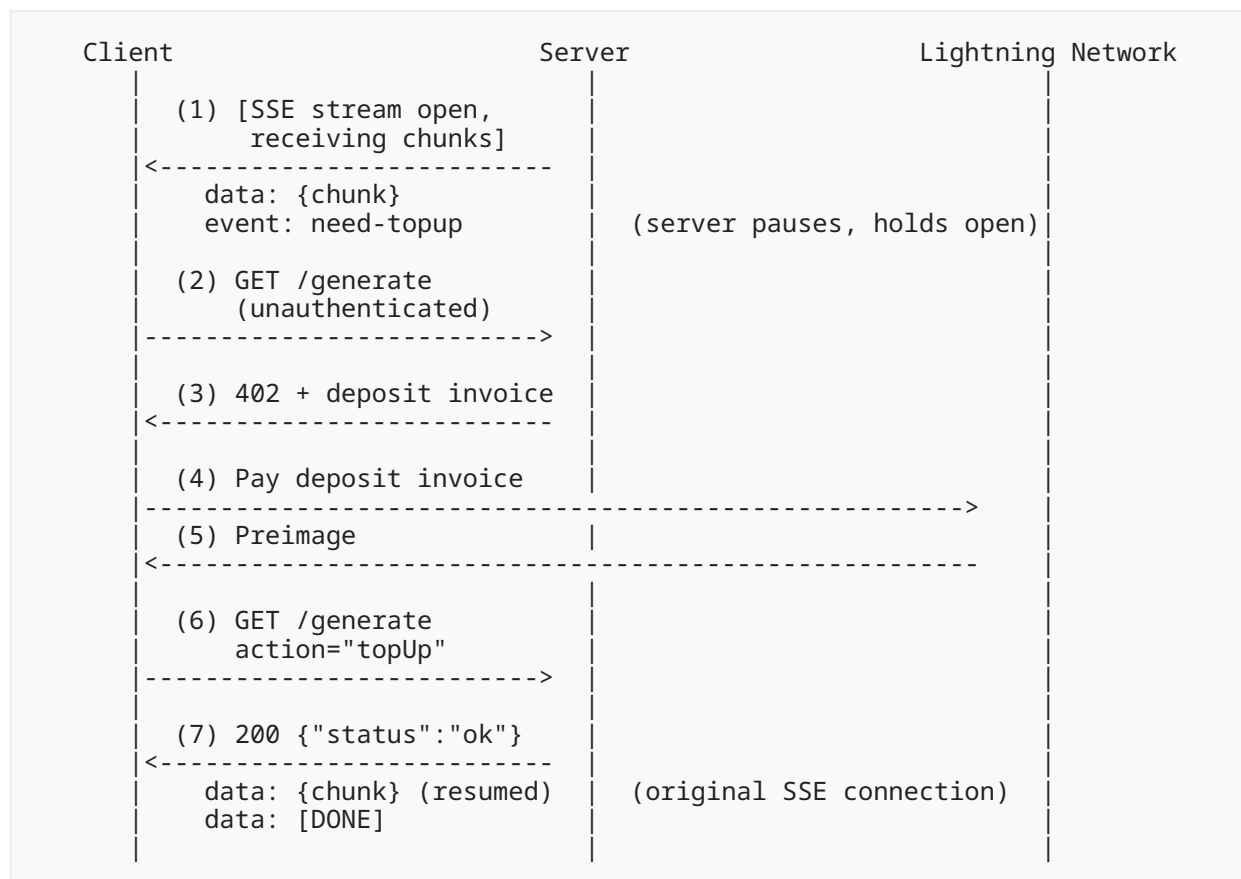 Client                        Server                   Lightning Network
   |                              |                              |
   |  (1) [SSE stream open,       |                              |
   |       receiving chunks]      |                              |
   |<--------------------------   |                              |
   |    data: {chunk}             |                              |
   |    event: need-topup         |  (server pauses, holds open) |
   |                              |                              |
   |  (2) GET /generate           |                              |
   |      (unauthenticated)       |                              |
   |-------------------------->   |                              |
   |                              |                              |
   |  (3) 402 + deposit invoice   |                              |
   |<--------------------------   |                              |
   |                              |                              |
   |  (4) Pay deposit invoice     |                              |
   |------------------------------------------------------>      |
   |  (5) Preimage                |                              |
   |<------------------------------------------------------      |
   |                              |                              |
   |  (6) GET /generate           |                              |
   |      action="topUp"          |                              |
   |-------------------------->   |                              |
   |                              |                              |
   |  (7) 200 {"status":"ok"}     |                              |
   |<--------------------------   |                              |
   |    data: {chunk} (resumed)   |  (original SSE connection)   |
   |    data: [DONE]              |                              |
   |                              |                              |